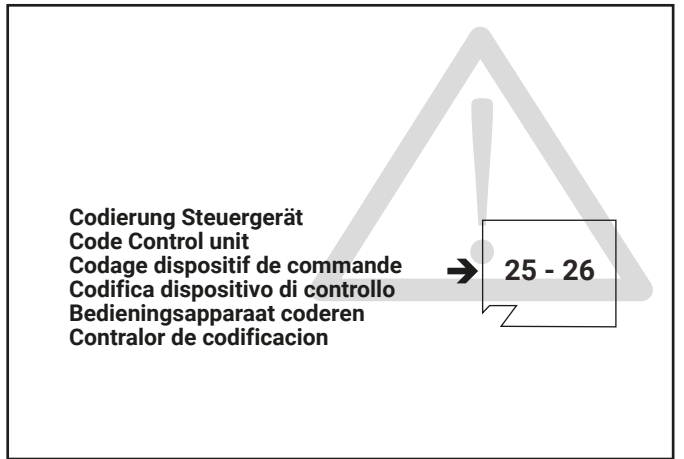 Codierung Steuergerät
Code Control unit
Codage dispositif de commande
Codifica dispositivo di controllo
Bedieningsapparaat coderen
Contralor de codificacion
➔ 25 - 26